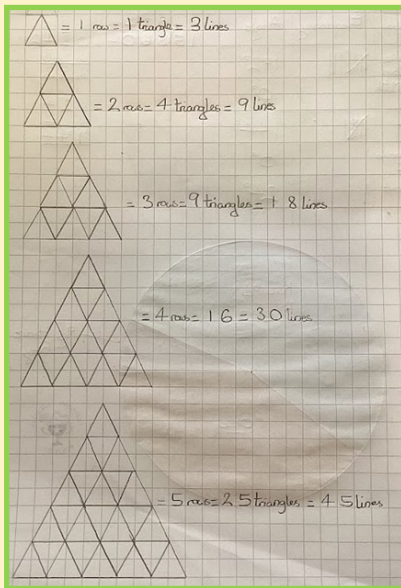 = 1 row = 1 triangle = 3 lines
= 2 rows = 4 triangles = 9 lines
= 3 rows = 9 triangles = 18 lines
= 4 rows = 16 = 30 lines
= 5 rows = 25 triangles = 45 lines